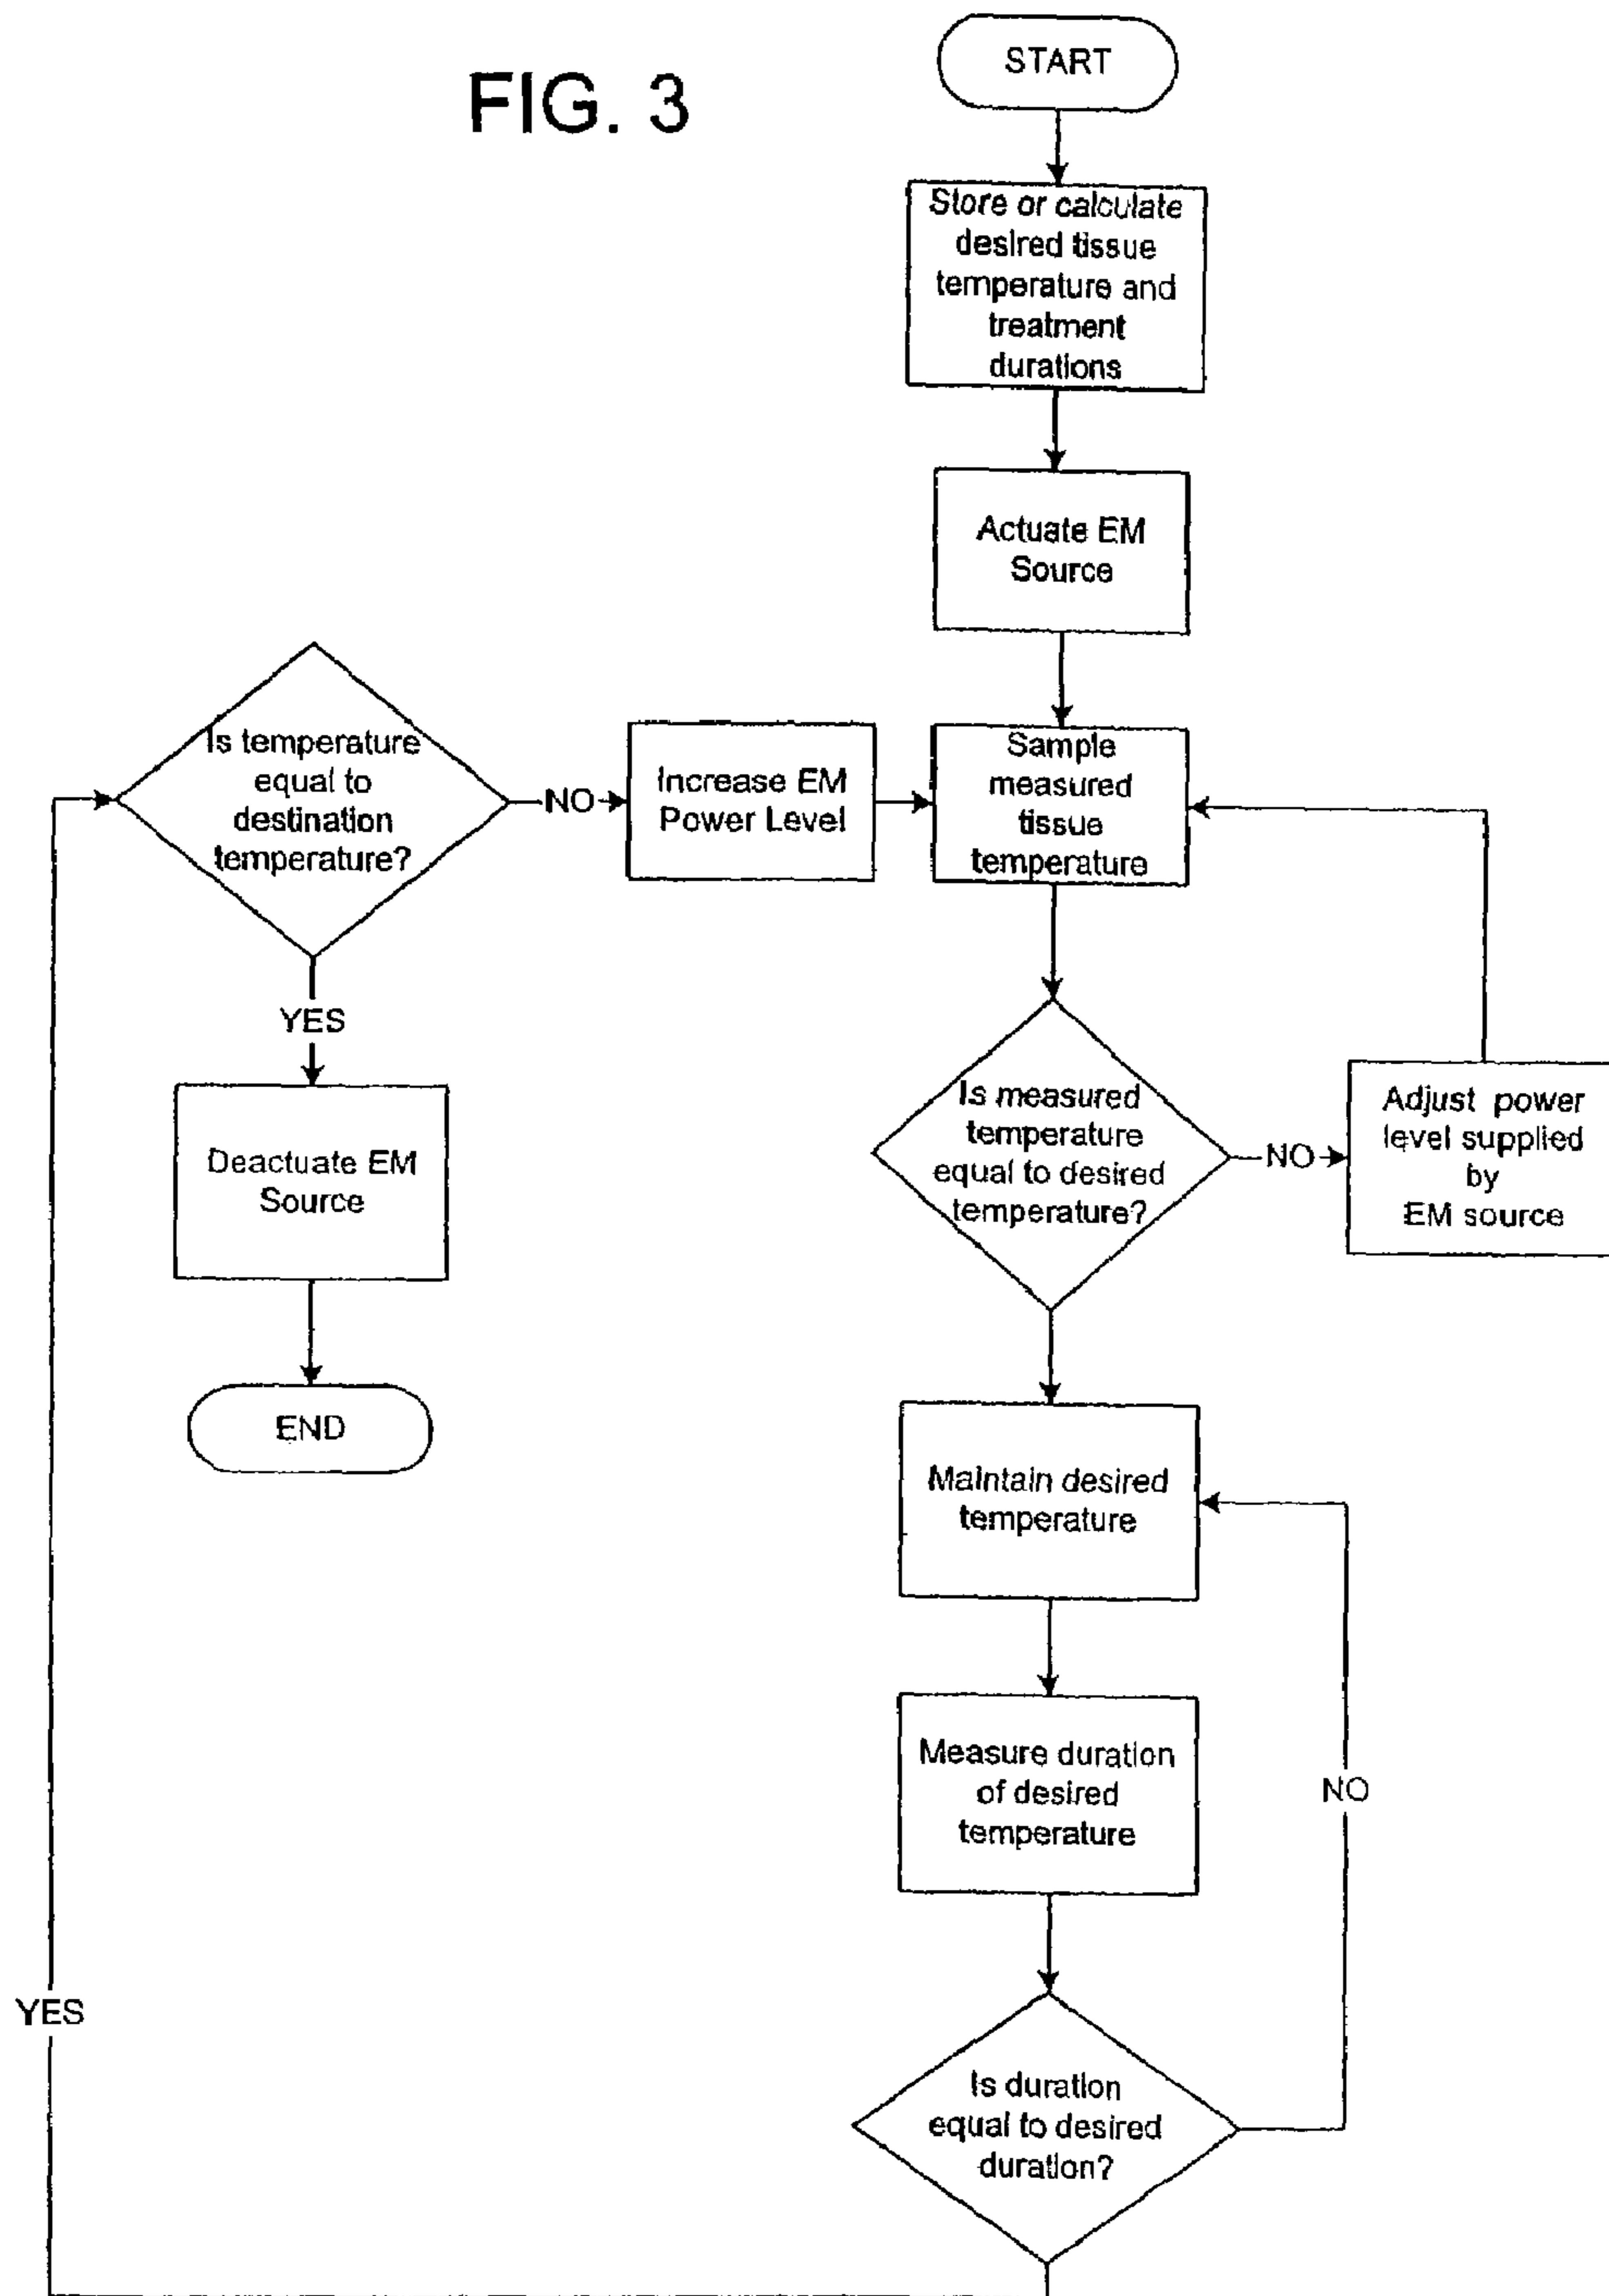 FIG. 3
START
Store or calculate
desired tissue
temperature and
treatment
durations
Actuate EM
Source
Is temperature
equal to
destination
temperature?
NO
Increase EM
Power Level
Sample
measured
tissue
temperature
YES
Deactuate EM
Source
END
Is measured
temperature
equal to desired
temperature?
NO
Adjust power
level supplied
by
EM source
Maintain desired
temperature
Measure duration
of desired
temperature
NO
Is duration
equal to desired
duration?
YES